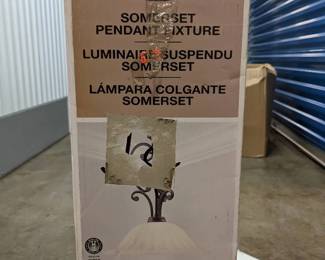 SOMERSET
PENDANT FIXTURE
LUMINAIRE SUSPENDU
SOMERSET
LÁMPARA COLGANTE
SOMERSET